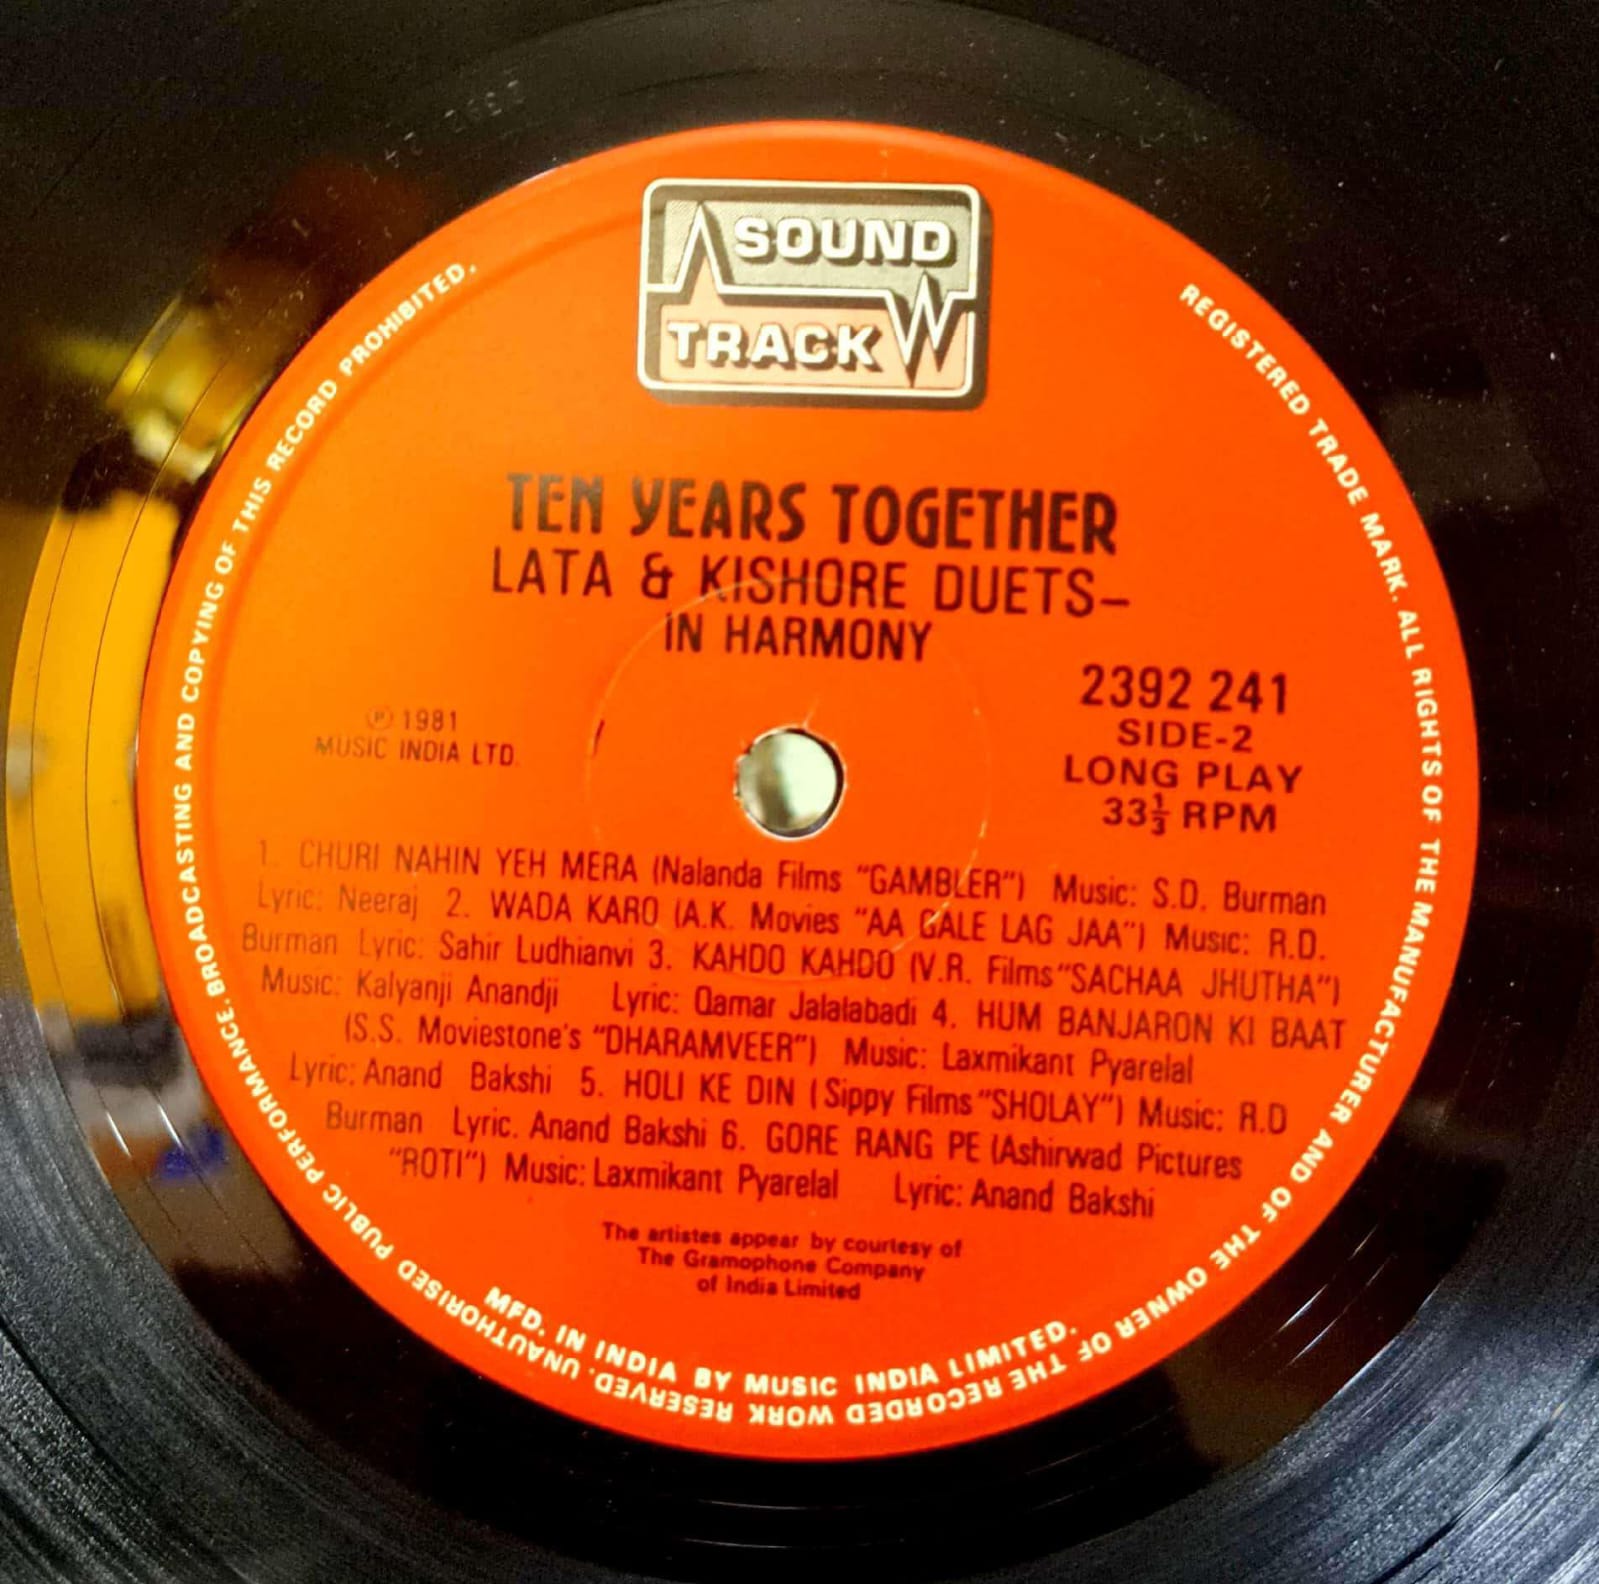 SOUND
TRACK
TEN YEARS TOGETHER
LATA & KISHORE DUETS–
IN HARMONY
2392 241
SIDE-2
LONG PLAY
33⅓ RPM
℗ 1981
MUSIC INDIA LTD.
1. CHURI NAHIN YEH MERA (Nalanda Films "GAMBLER") Music: S.D. Burman
Lyric: Neeraj 2. WADA KARO (A.K. Movies "AA GALE LAG JAA") Music: R.D.
Burman Lyric: Sahir Ludhianvi 3. KAHDO KAHDO (V.R. Films "SACHAA JHUTHA")
Music: Kalyanji Anandji Lyric: Qamar Jalalabadi 4. HUM BANJARON KI BAAT
(S.S. Moviestone's "DHARAMVEER") Music: Laxmikant Pyarelal
Lyric: Anand Bakshi 5. HOLI KE DIN (Sippy Films "SHOLAY") Music: R.D
Burman Lyric. Anand Bakshi 6. GORE RANG PE (Ashirwad Pictures
"ROTI") Music: Laxmikant Pyarelal Lyric: Anand Bakshi
The artistes appear by courtesy of
The Gramophone Company
of India Limited
MFD. IN INDIA BY MUSIC INDIA LIMITED.
REGISTERED TRADE MARK. ALL RIGHTS OF THE MANUFACTURER AND OF THE OWNER OF THE RECORDED WORK RESERVED. UNAUTHORISED PUBLIC PERFORMANCE. BROADCASTING AND COPYING OF THIS RECORD PROHIBITED.